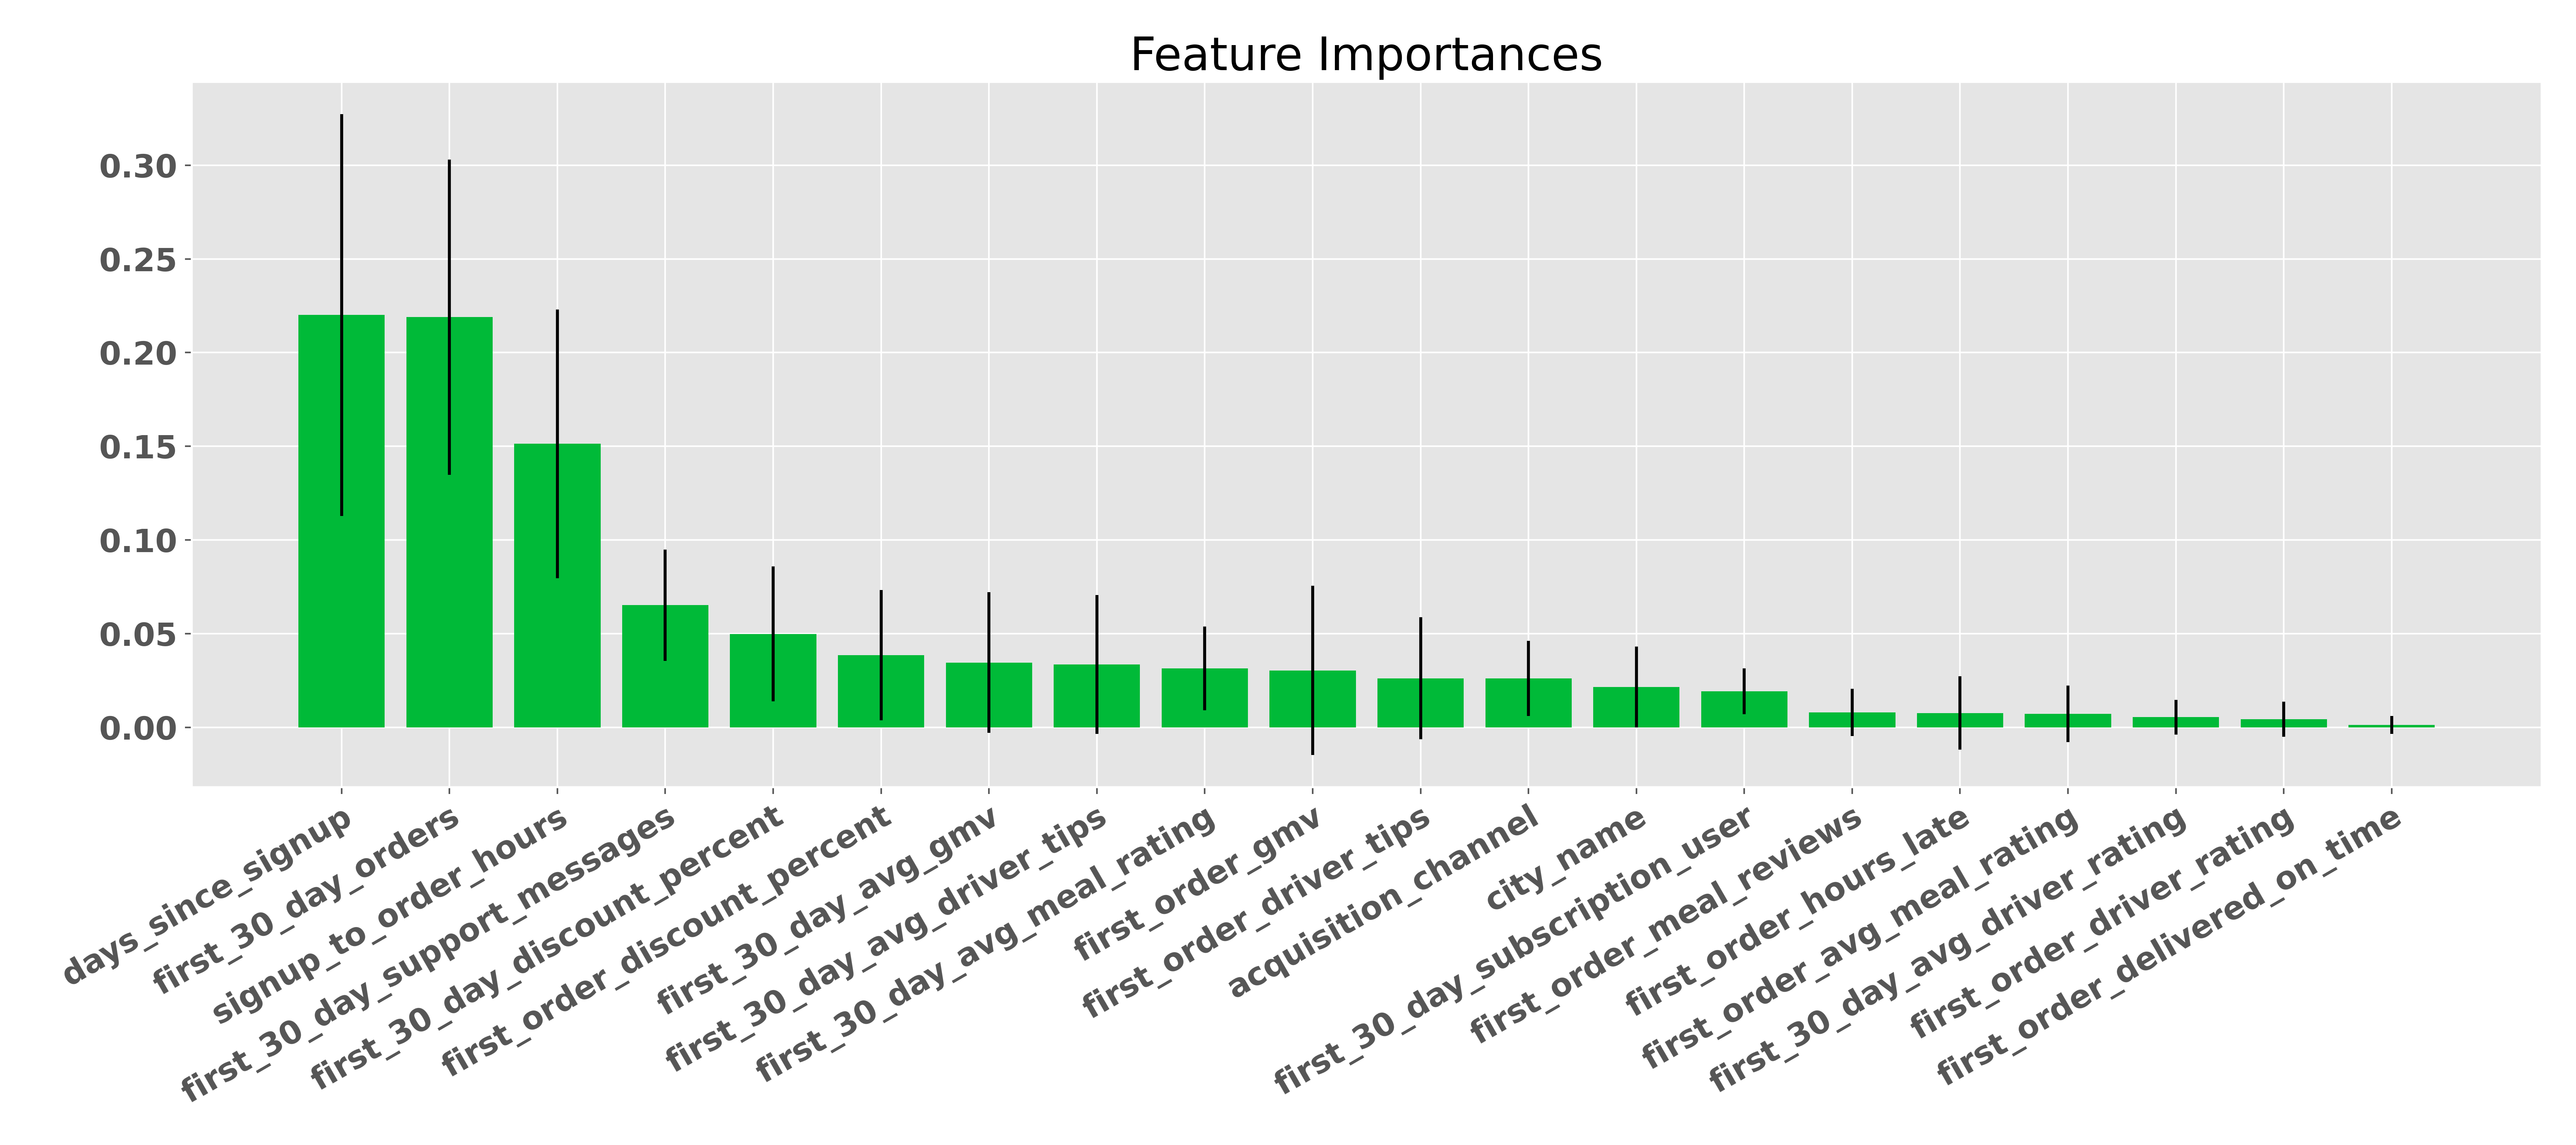 Feature Importances
0.30
0.25
0.20
0.15
0.10
0.05
0.00
days_since_signup
first_30_day_orders
signup_to_order_hours
first_30_day_support_messages
first_30_day_discount_percent
first_order_discount_percent
first_30_day_avg_gmv
first_30_day_avg_driver_tips
first_30_day_avg_meal_rating
first_order_gmv
first_order_driver_tips
acquisition_channel
city_name
first_30_day_subscription_user
first_order_meal_reviews
first_order_hours_late
first_order_avg_meal_rating
first_30_day_avg_driver_rating
first_order_driver_rating
first_order_delivered_on_time